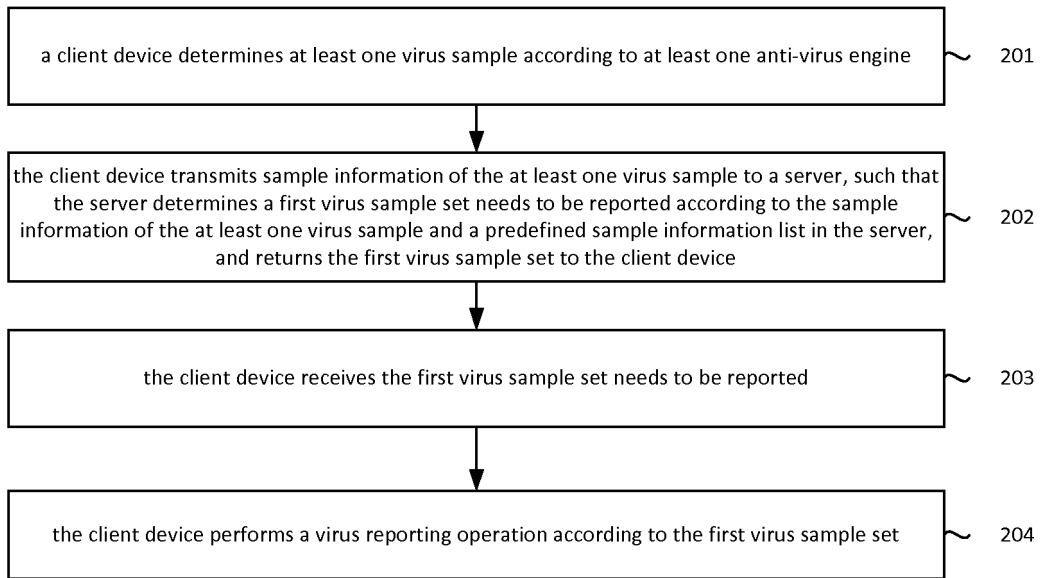 a client device determines at least one virus sample according to at least one anti-virus engine
201
the client device transmits sample information of the at least one virus sample to a server, such that
the server determines a first virus sample set needs to be reported according to the sample
information of the at least one virus sample and a predefined sample information list in the server,
and returns the first virus sample set to the client device
202
the client device receives the first virus sample set needs to be reported
203
the client device performs a virus reporting operation according to the first virus sample set
204